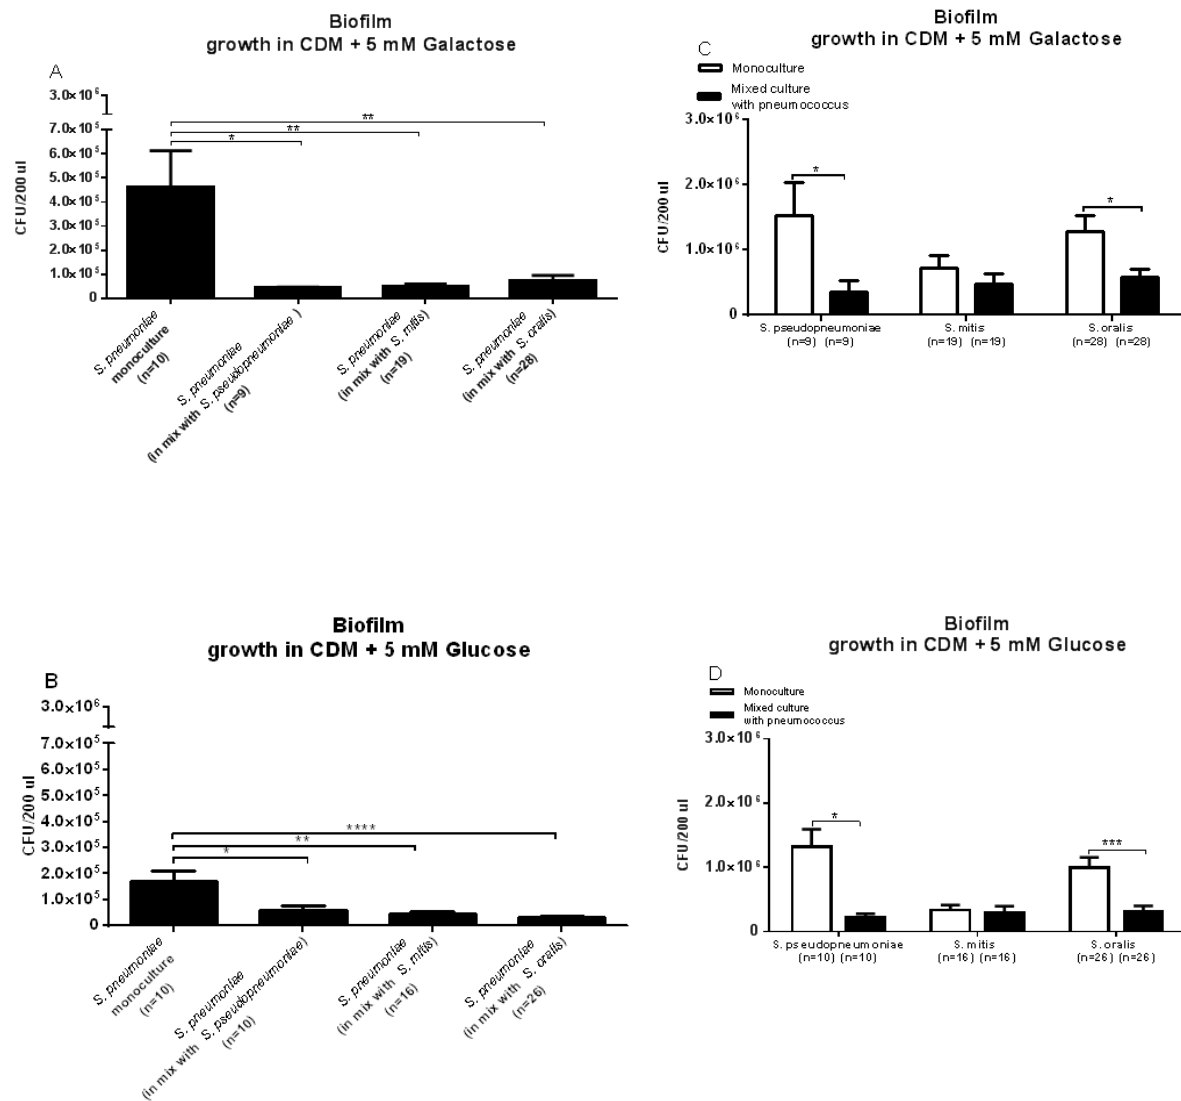 Biofilm
growth in CDM + 5 mM Galactose
A
3.0×10⁶
7.0×10⁵
6.0×10⁵
5.0×10⁵
4.0×10⁵
3.0×10⁵
2.0×10⁵
1.0×10⁵
0
CFU/200 ul
**
**
*
S. pneumoniae
monoculture
(n=10)
S. pneumoniae
(in mix with S. pseudopneumoniae )
(n=9)
S. pneumoniae
(in mix with S. mitis)
(n=19)
S. pneumoniae
(in mix with S. oralis)
(n=28)
Biofilm
growth in CDM + 5 mM Galactose
C
Monoculture
Mixed culture
with pneumococcus
3.0×10⁶
2.0×10⁶
1.0×10⁶
0
CFU/200 ul
*
*
S. pseudopneumoniae S. mitis S. oralis
(n=9) (n=9) (n=19) (n=19) (n=28) (n=28)
Biofilm
growth in CDM + 5 mM Glucose
B
3.0×10⁶
7.0×10⁵
6.0×10⁵
5.0×10⁵
4.0×10⁵
3.0×10⁵
2.0×10⁵
1.0×10⁵
0
CFU/200 ul
****
**
*
S. pneumoniae
monoculture
(n=10)
S. pneumoniae
(in mix with S. pseudopneumoniae)
(n=10)
S. pneumoniae
(in mix with S. mitis)
(n=16)
S. pneumoniae
(in mix with S. oralis)
(n=26)
Biofilm
growth in CDM + 5 mM Glucose
D
Monoculture
Mixed culture
with pneumococcus
3.0×10⁶
2.0×10⁶
1.0×10⁶
0
CFU/200 ul
*
***
S. pseudopneumoniae S. mitis S. oralis
(n=10) (n=10) (n=16) (n=16) (n=26) (n=26)